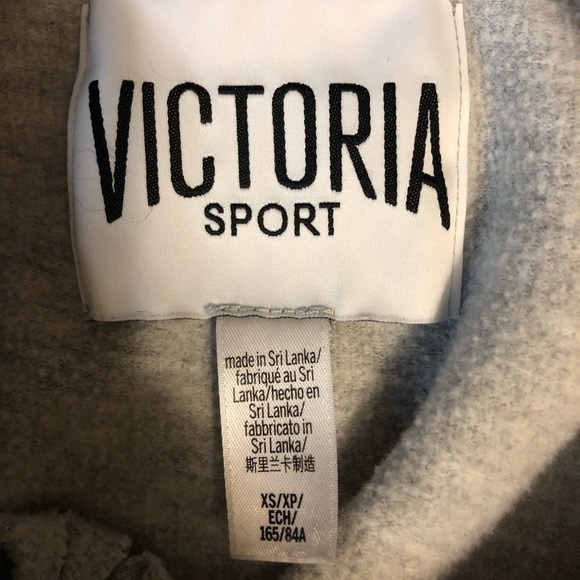 VICTORIA
SPORT
made in Sri Lanka/
fabriqué au Sri
Lanka/hecho en
Sri Lanka/
fabbricato in
Sri Lanka/
斯里兰卡制造
XS/XP/
ECH/
165/84A